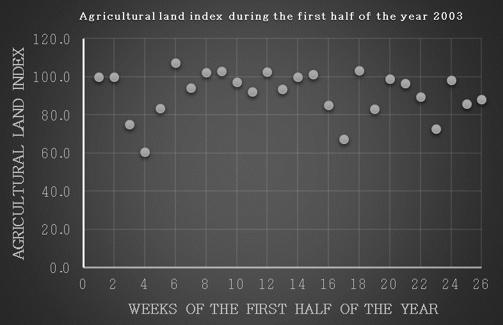 Agricultural land index during the first half of the year 2003
120.0
100.0
80.0
60.0
40.0
20.0
0.0
AGRICULTURAL LAND INDEX
0 2 4 6 8 10 12 14 16 18 20 22 24 26
WEEKS OF THE FIRST HALF OF THE YEAR